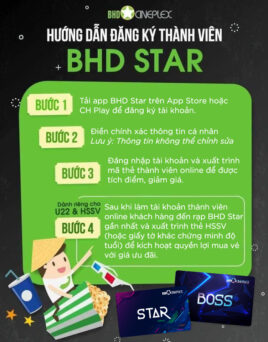 BHD CINEPLEX
HƯỚNG DẪN ĐĂNG KÝ THÀNH VIÊN
BHD STAR
BƯỚC 1
Tải app BHD Star trên App Store hoặc
CH Play để đăng ký tài khoản.
BƯỚC 2
Điền chính xác thông tin cá nhân
Lưu ý: Thông tin không thể chỉnh sửa
BƯỚC 3
Đăng nhập tài khoản và xuất trình
mã thẻ thành viên online để được
tích điểm, giảm giá.
Dành riêng cho
U22 & HSSV
BƯỚC 4
Sau khi làm tài khoản thành viên
online khách hàng đến rạp BHD Star
gần nhất và xuất trình thẻ HSSV
(hoặc giấy tờ khác chứng minh độ
tuổi) để kích hoạt quyền lợi mua vé
với giá ưu đãi.
STAR
CINEPLEX
BOSS